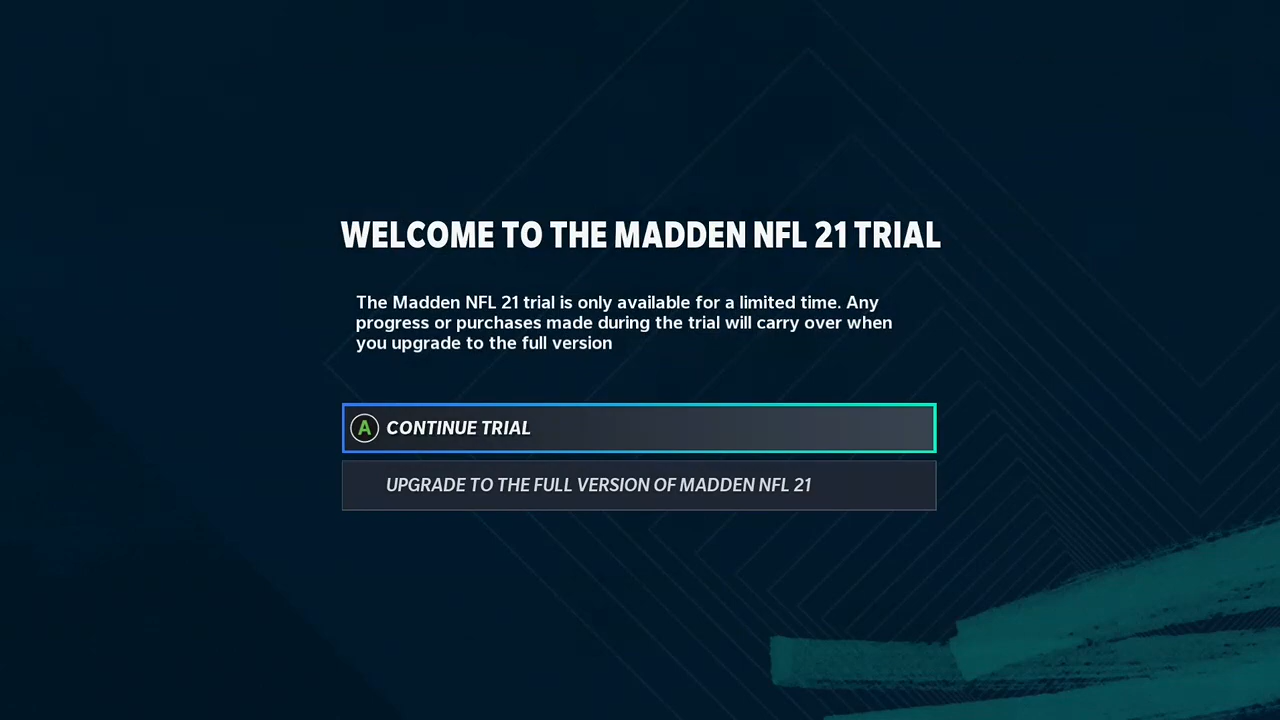 WELCOME TO THE MADDEN NFL 21 TRIAL
The Madden NFL 21 trial is only available for a limited time. Any
progress or purchases made during the trial will carry over when
you upgrade to the full version
A CONTINUE TRIAL
UPGRADE TO THE FULL VERSION OF MADDEN NFL 21